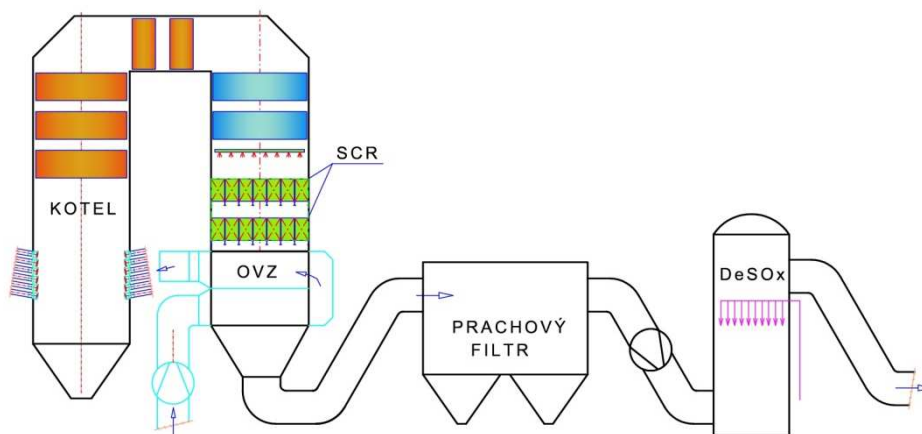 SCR
KOTEL
OVZ
DeSOx
PRACHOVÝ
FILTR